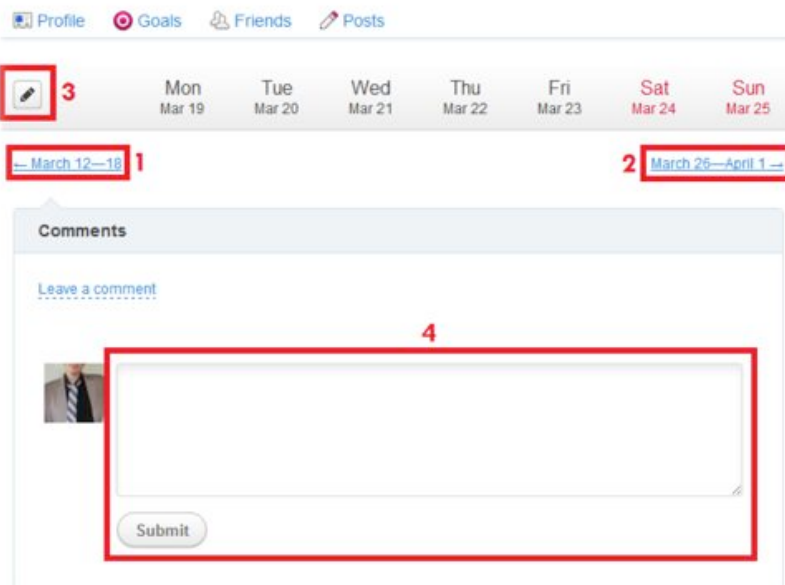 Profile Goals Friends Posts
3 Mon Tue Wed Thu Fri Sat Sun
Mar 19 Mar 20 Mar 21 Mar 22 Mar 23 Mar 24 Mar 25
← March 12—18 1 2 March 26—April 1 →
Comments
Leave a comment
4
Submit